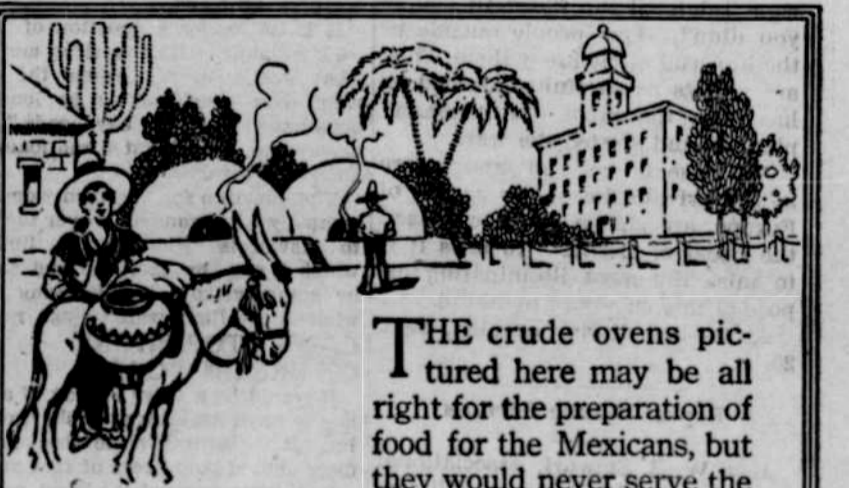 THE crude ovens pic-
tured here may be all
right for the preparation of
food for the Mexicans, but
they would never serve the